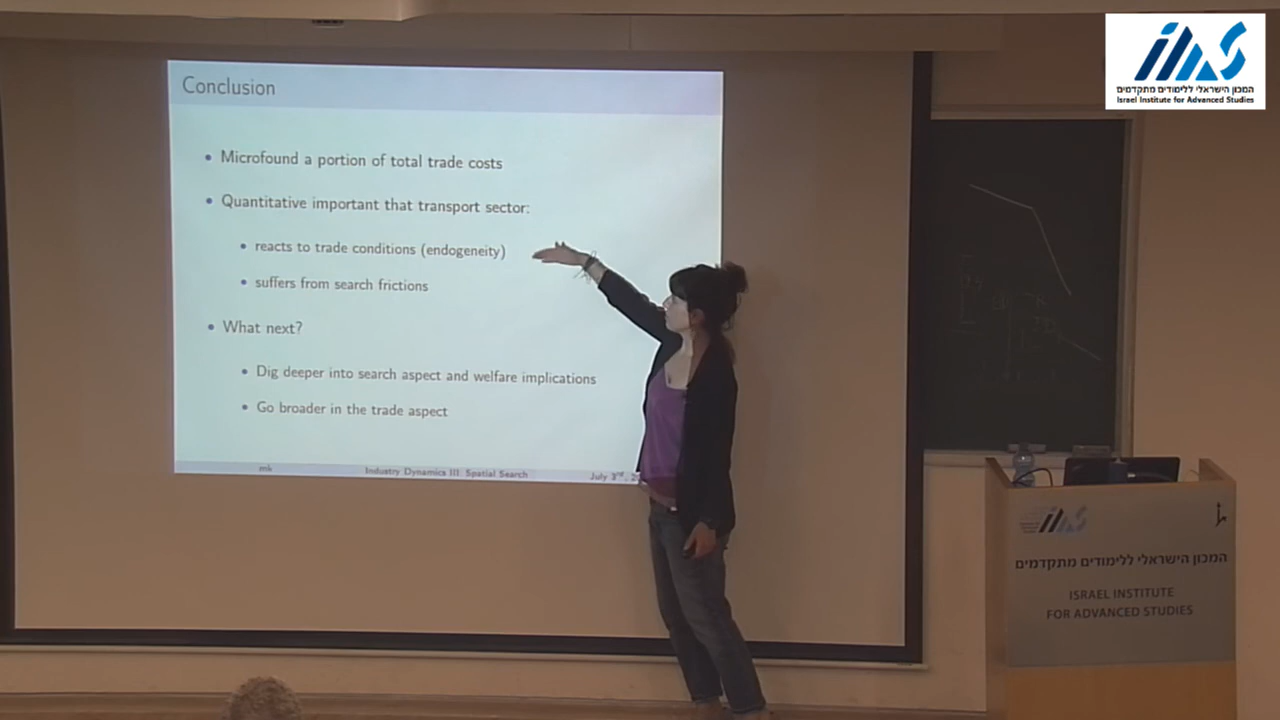 Conclusion
Microfound a portion of total trade costs
Quantitative important that transport sector:
reacts to trade conditions (endogeneity)
suffers from search frictions
What next?
Dig deeper into search aspect and welfare implications
Go broader in the trade aspect
mk
Industry Dynamics III: Spatial Search
July 3rd, 2
המכון הישראלי ללימודים מתקדמים
Israel Institute for Advanced Studies
המכון הישראלי ללימודים מתקדמים
ISRAEL INSTITUTE
FOR ADVANCED STUDIES